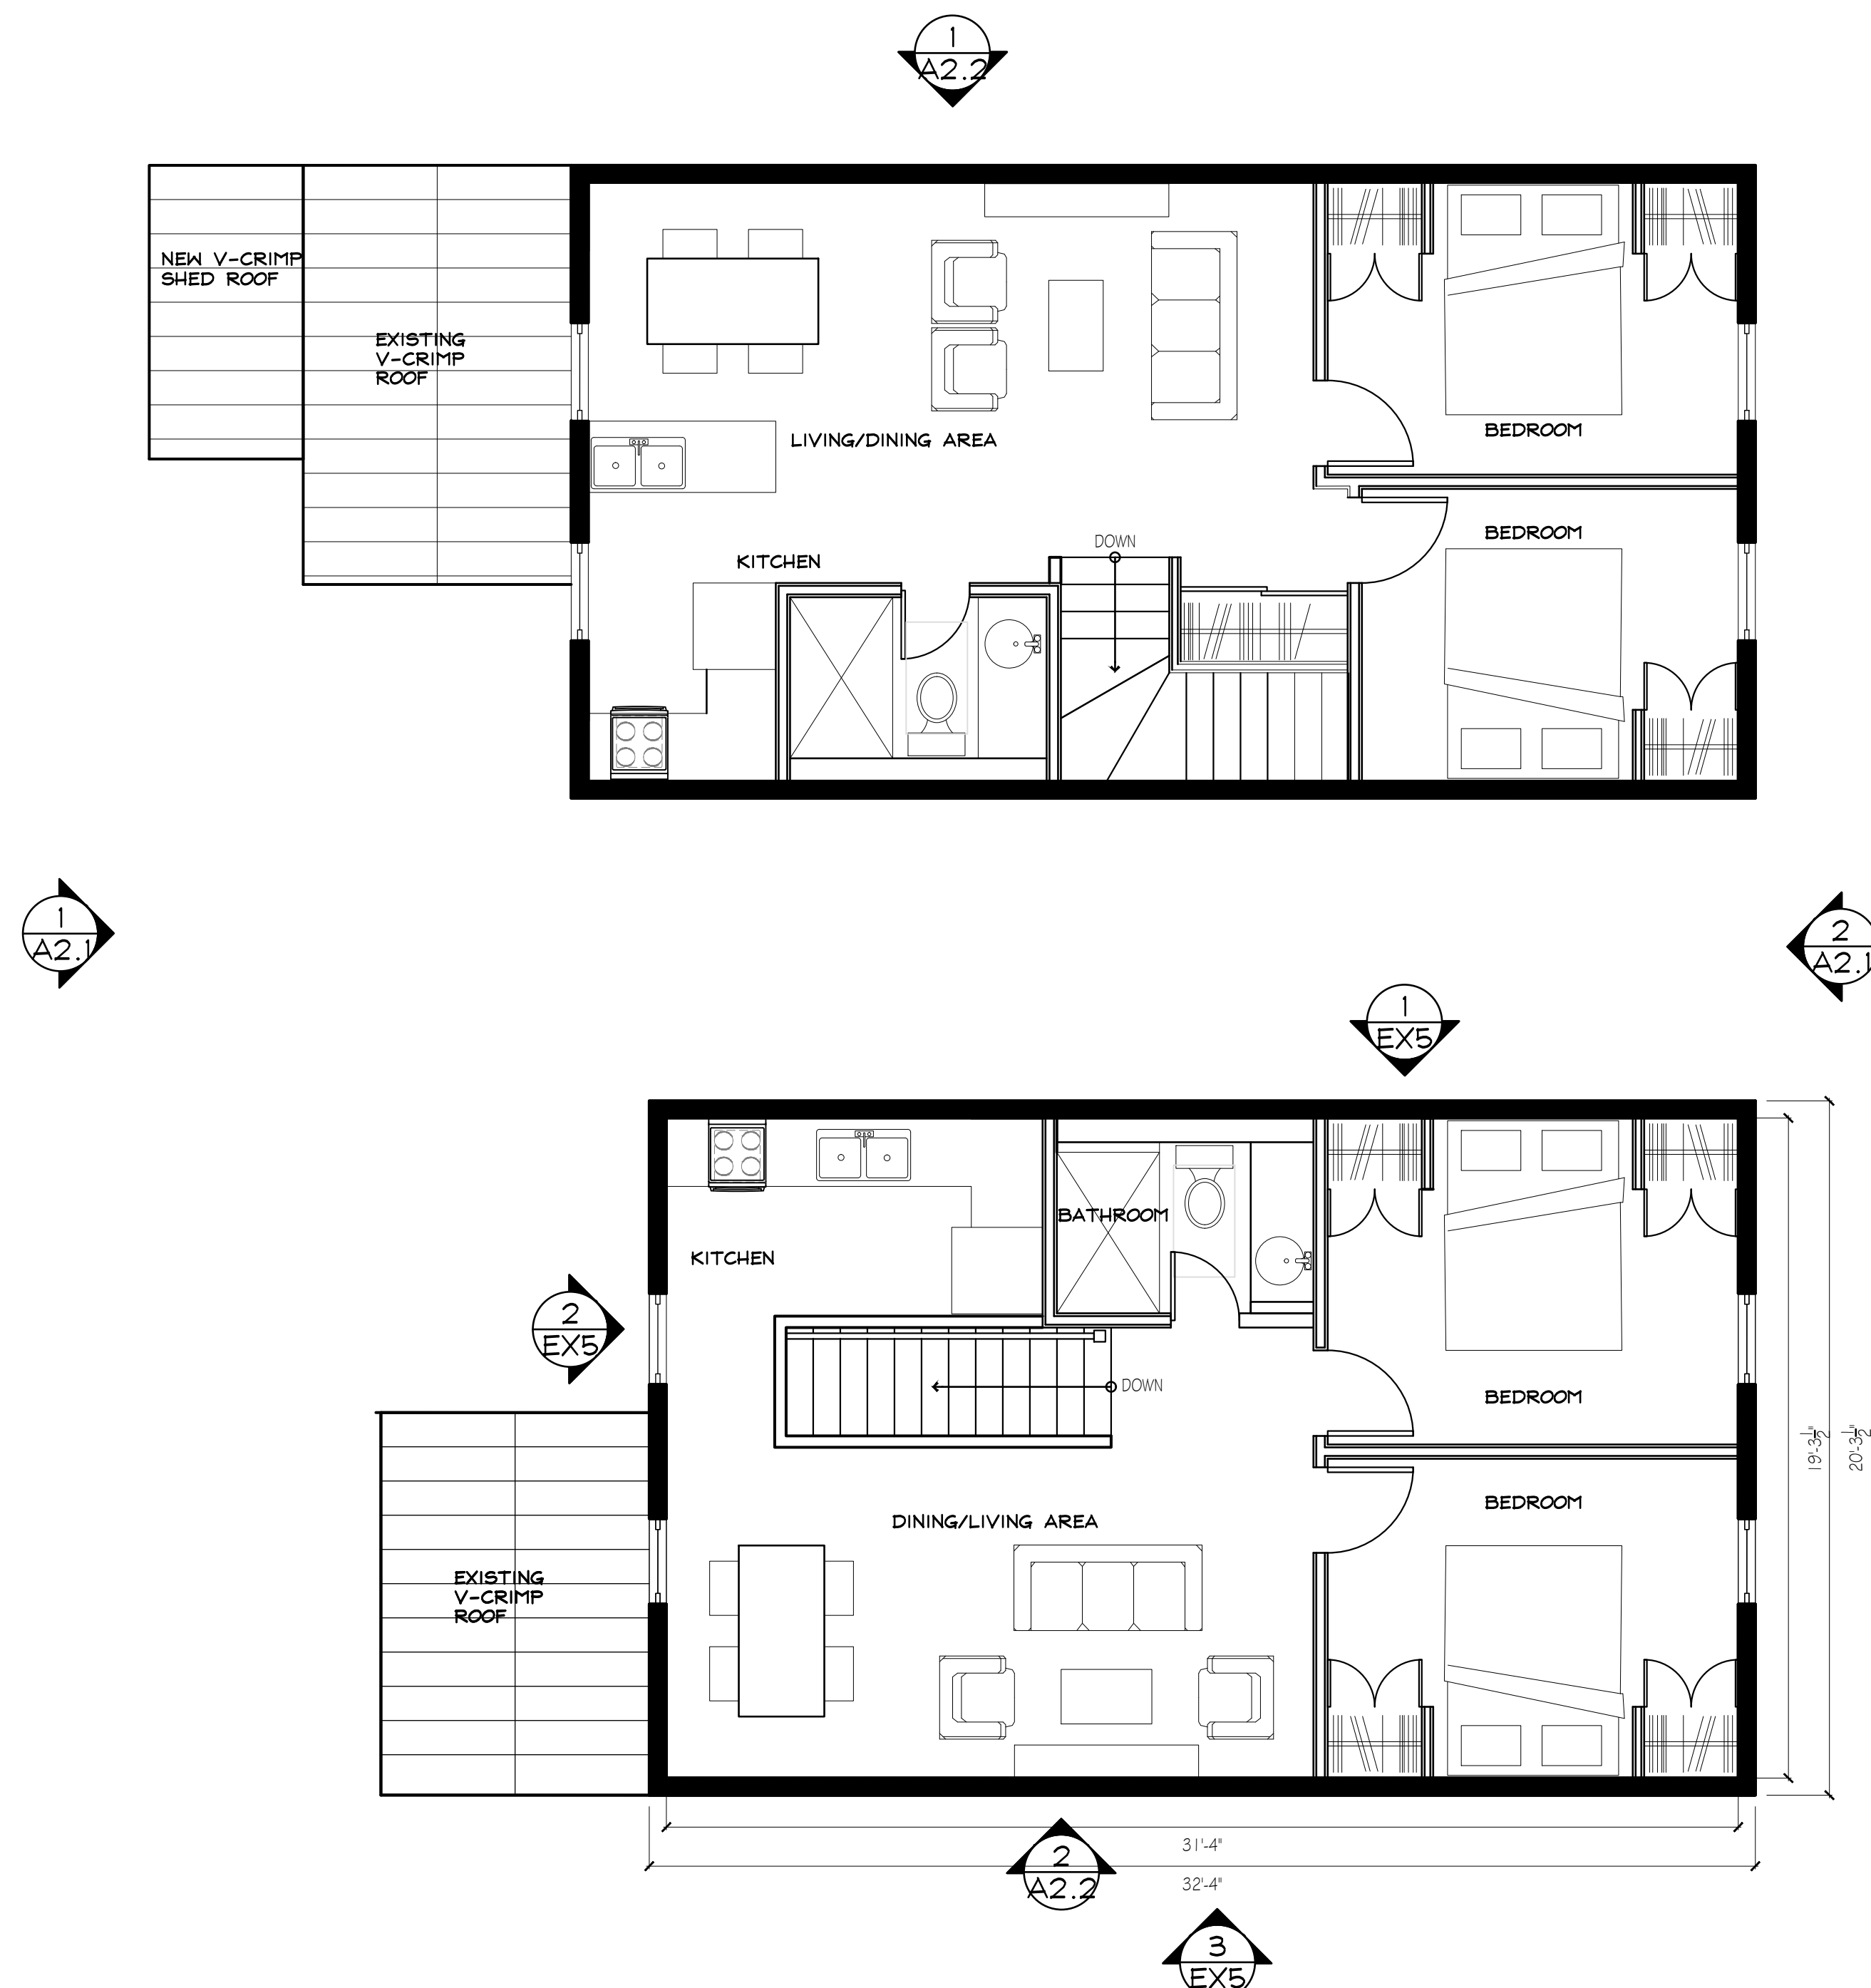 1
A2.2
NEW V-CRIMP
SHED ROOF
EXISTING
V-CRIMP
ROOF
LIVING/DINING AREA
BEDROOM
BEDROOM
DOWN
KITCHEN
1
A2.1
2
A2.1
1
EX5
BATHROOM
KITCHEN
2
EX5
DOWN
BEDROOM
19'-3 1/2"
20'-3 1/2"
BEDROOM
DINING/LIVING AREA
EXISTING
V-CRIMP
ROOF
31'-4"
2
A2.2
32'-4"
3
EX5